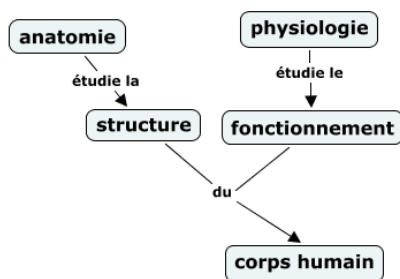 anatomie
physiologie
étudie la
étudie le
structure
fonctionnement
du
corps humain